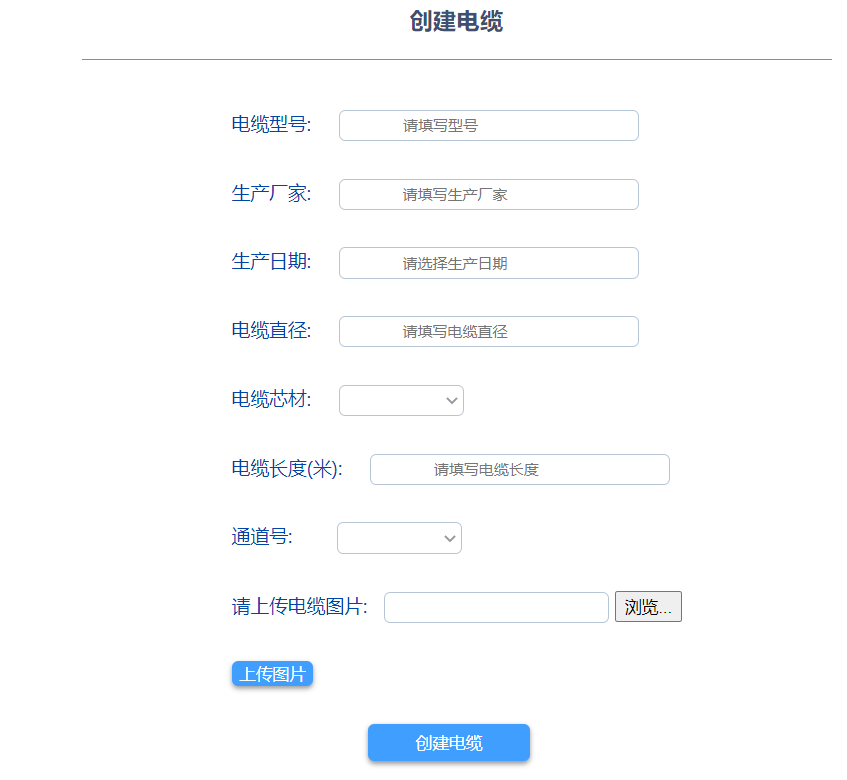 创建电缆
电缆型号: 请填写型号
生产厂家: 请填写生产厂家
生产日期: 请选择生产日期
电缆直径: 请填写电缆直径
电缆芯材:
电缆长度(米): 请填写电缆长度
通道号:
请上传电缆图片: 浏览...
上传图片
创建电缆